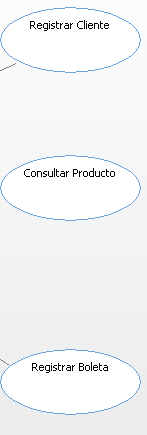 Registrar Cliente
Consultar Producto
Registrar Boleta